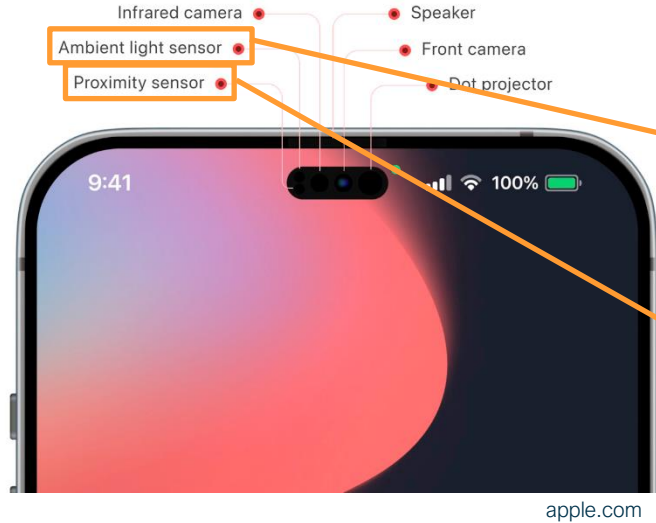 Infrared camera
Speaker
Ambient light sensor
Front camera
Proximity sensor
Dot projector
9:41
100%
apple.com